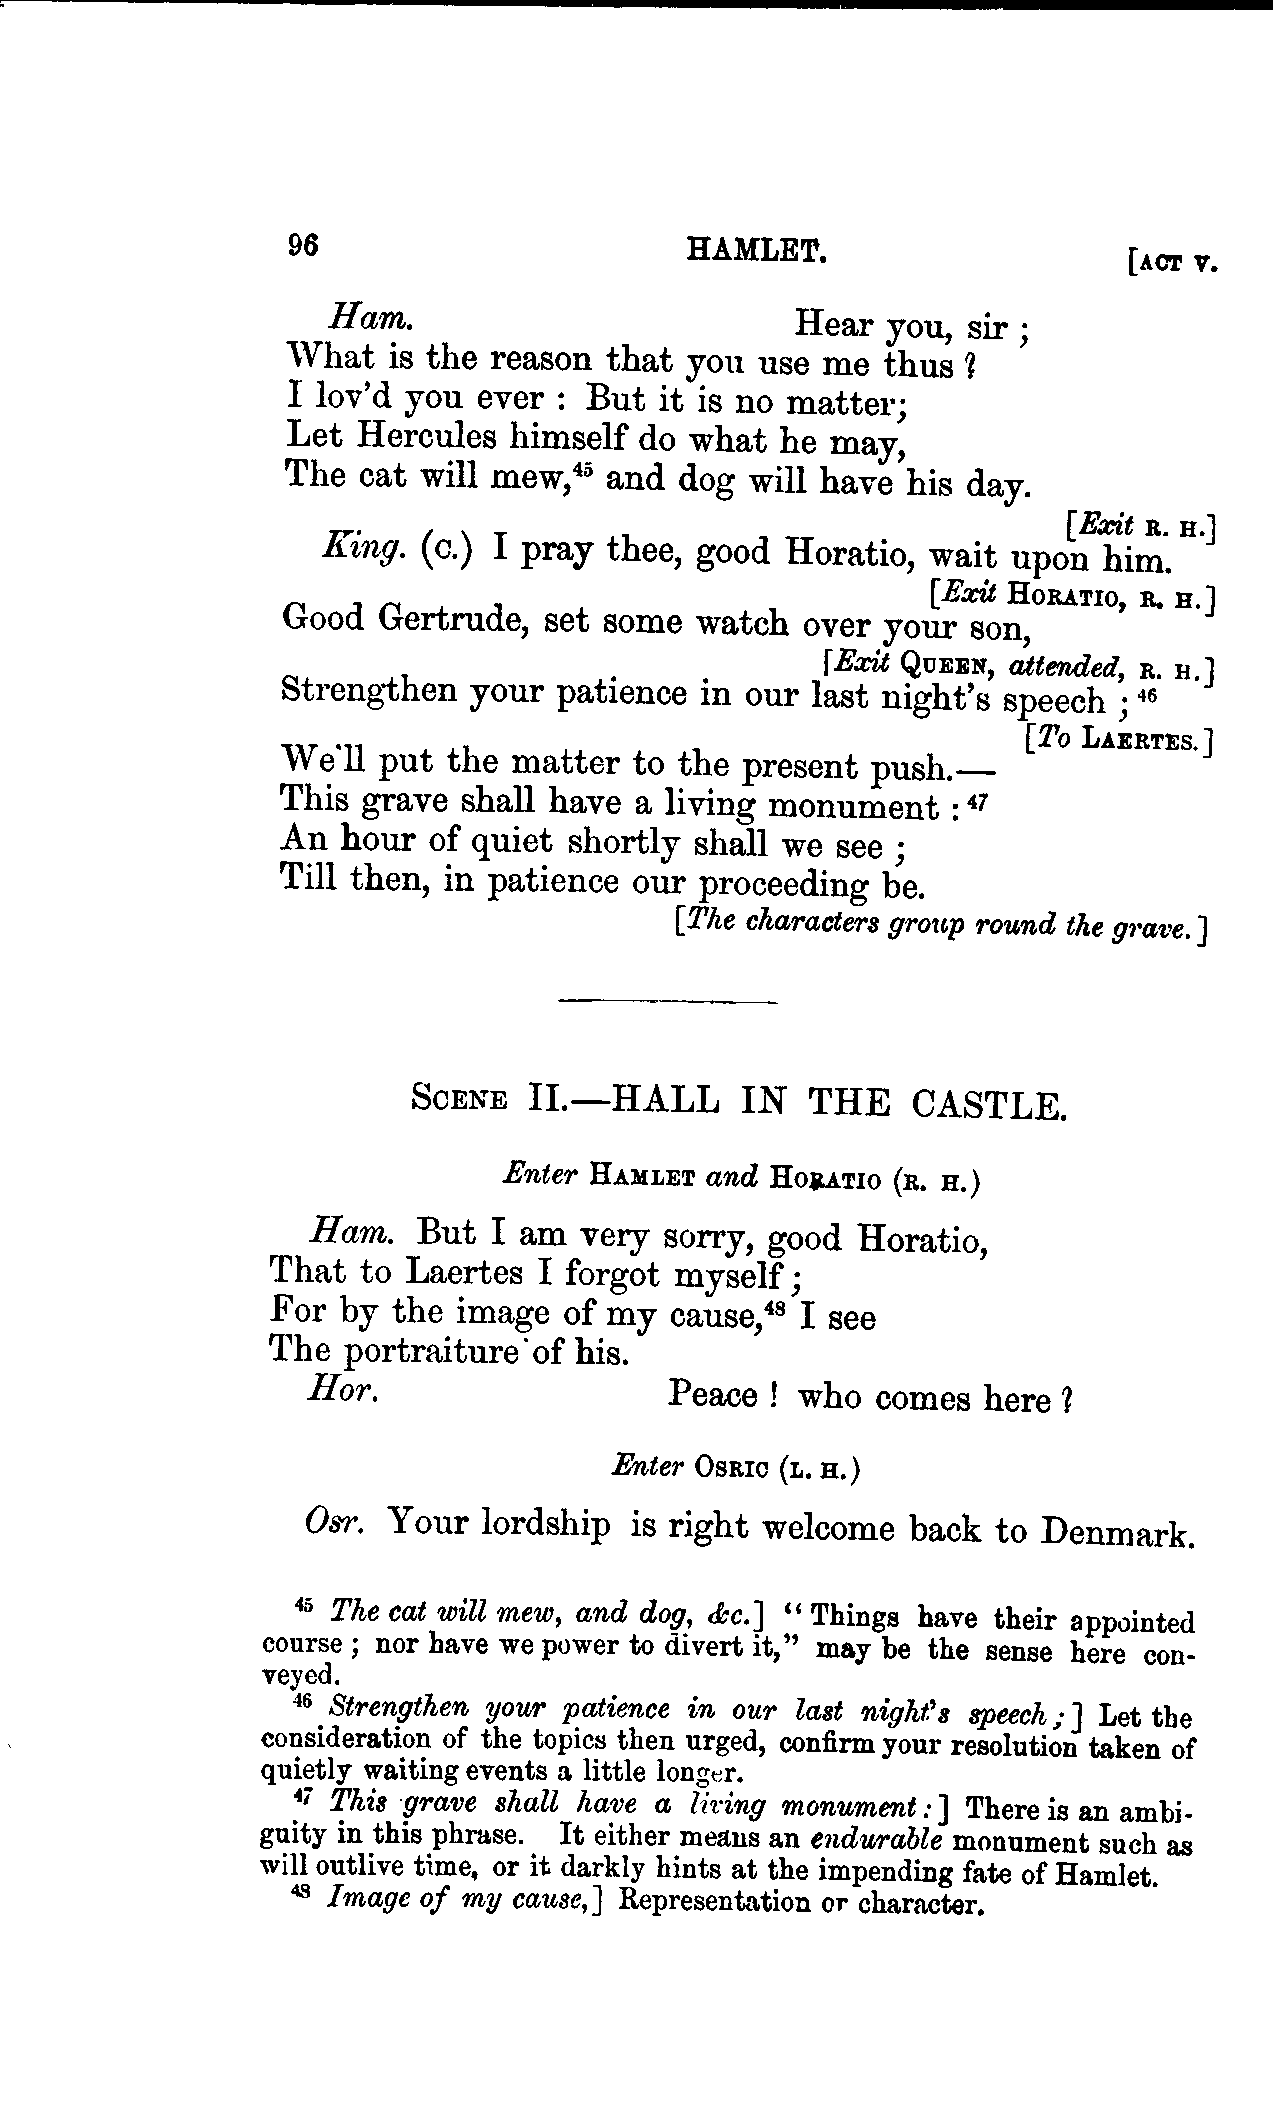 96 HAMLET. [ACT V.
Ham. Hear you, sir ;
What is the reason that you use me thus ?
I lov'd you ever : But it is no matter;
Let Hercules himself do what he may,
The cat will mew,⁴⁵ and dog will have his day.
[Exit R. H.]
King. (C.) I pray thee, good Horatio, wait upon him.
[Exit HORATIO, R. H.]
Good Gertrude, set some watch over your son,
[Exit QUEEN, attended, R. H.]
Strengthen your patience in our last night's speech ;⁴⁶
[To LAERTES.]
We'll put the matter to the present push.—
This grave shall have a living monument :⁴⁷
An hour of quiet shortly shall we see ;
Till then, in patience our proceeding be.
[The characters group round the grave.]
SCENE II.—HALL IN THE CASTLE.
Enter HAMLET and HORATIO (R. H.)
Ham. But I am very sorry, good Horatio,
That to Laertes I forgot myself ;
For by the image of my cause,⁴⁸ I see
The portraiture of his.
Hor. Peace ! who comes here ?
Enter OSRIC (L. H.)
Osr. Your lordship is right welcome back to Denmark.
⁴⁵ The cat will mew, and dog, &c.] "Things have their appointed
course ; nor have we power to divert it," may be the sense here con-
veyed.
⁴⁶ Strengthen your patience in our last night's speech ;] Let the
consideration of the topics then urged, confirm your resolution taken of
quietly waiting events a little longer.
⁴⁷ This grave shall have a living monument :] There is an ambi-
guity in this phrase. It either means an endurable monument such as
will outlive time, or it darkly hints at the impending fate of Hamlet.
⁴⁸ Image of my cause,] Representation or character.